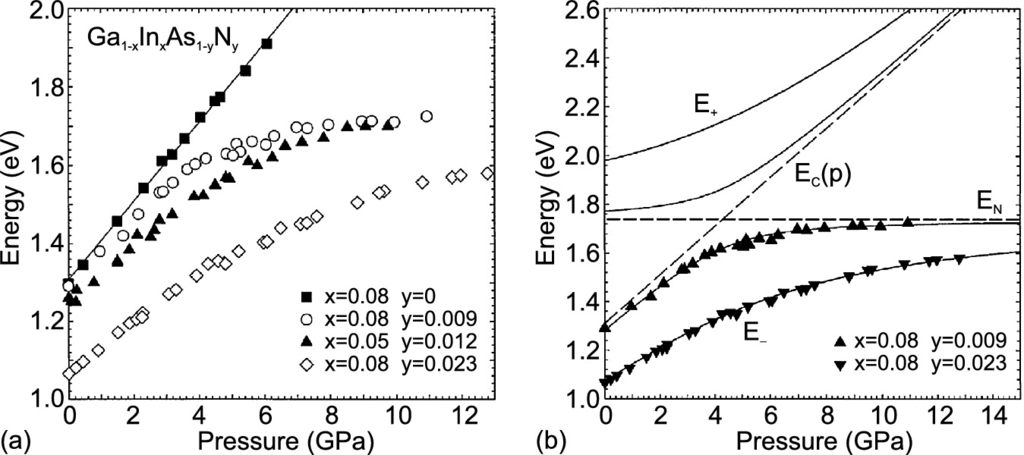 2.0
1.8
1.6
1.4
1.2
1.0
Energy (eV)
Ga1-xInxAs1-yNy
x=0.08 y=0
x=0.08 y=0.009
x=0.05 y=0.012
x=0.08 y=0.023
0 2 4 6 8 10 12
(a) Pressure (GPa)
2.6
2.4
2.2
2.0
1.8
1.6
1.4
1.2
1.0
Energy (eV)
E+
EC(p)
EN
E−
x=0.08 y=0.009
x=0.08 y=0.023
0 2 4 6 8 10 12 14
(b) Pressure (GPa)